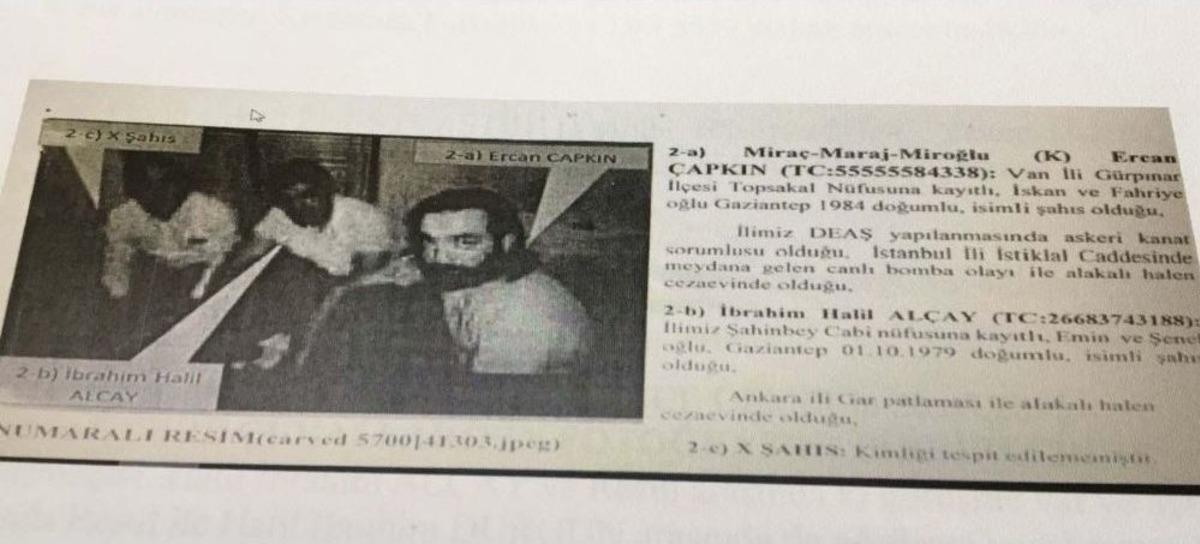 2-c) X Şahıs
2-a) Ercan CAPKIN
2-b) İbrahim Halil
ALCAY
NUMARALI RESİM(carved 5700]41303.jpeg)
2-a) Miraç-Maraj-Miroğlu (K) Ercan
ÇAPKIN (TC:55555584338): Van İli Gürpınar
İlçesi Topsakal Nüfusuna kayıtlı, İskan ve Fahriye
oğlu Gaziantep 1984 doğumlu, isimli şahıs olduğu,
İlimiz DEAŞ yapılanmasında askeri kanat
sorumlusu olduğu, İstanbul İli İstiklal Caddesinde
meydana gelen canlı bomba olayı ile alakalı halen
cezaevinde olduğu,
2-b) İbrahim Halil ALÇAY (TC:26683743188):
İlimiz Şahinbey Cabi nüfusuna kayıtlı, Emin ve Şenel
oğlu, Gaziantep 01.10.1979 doğumlu, isimli şahıs
olduğu,
Ankara ili Gar patlaması ile alakalı halen
cezaevinde olduğu,
2-c) X ŞAHIS: Kimliği tespit edilememiştir.